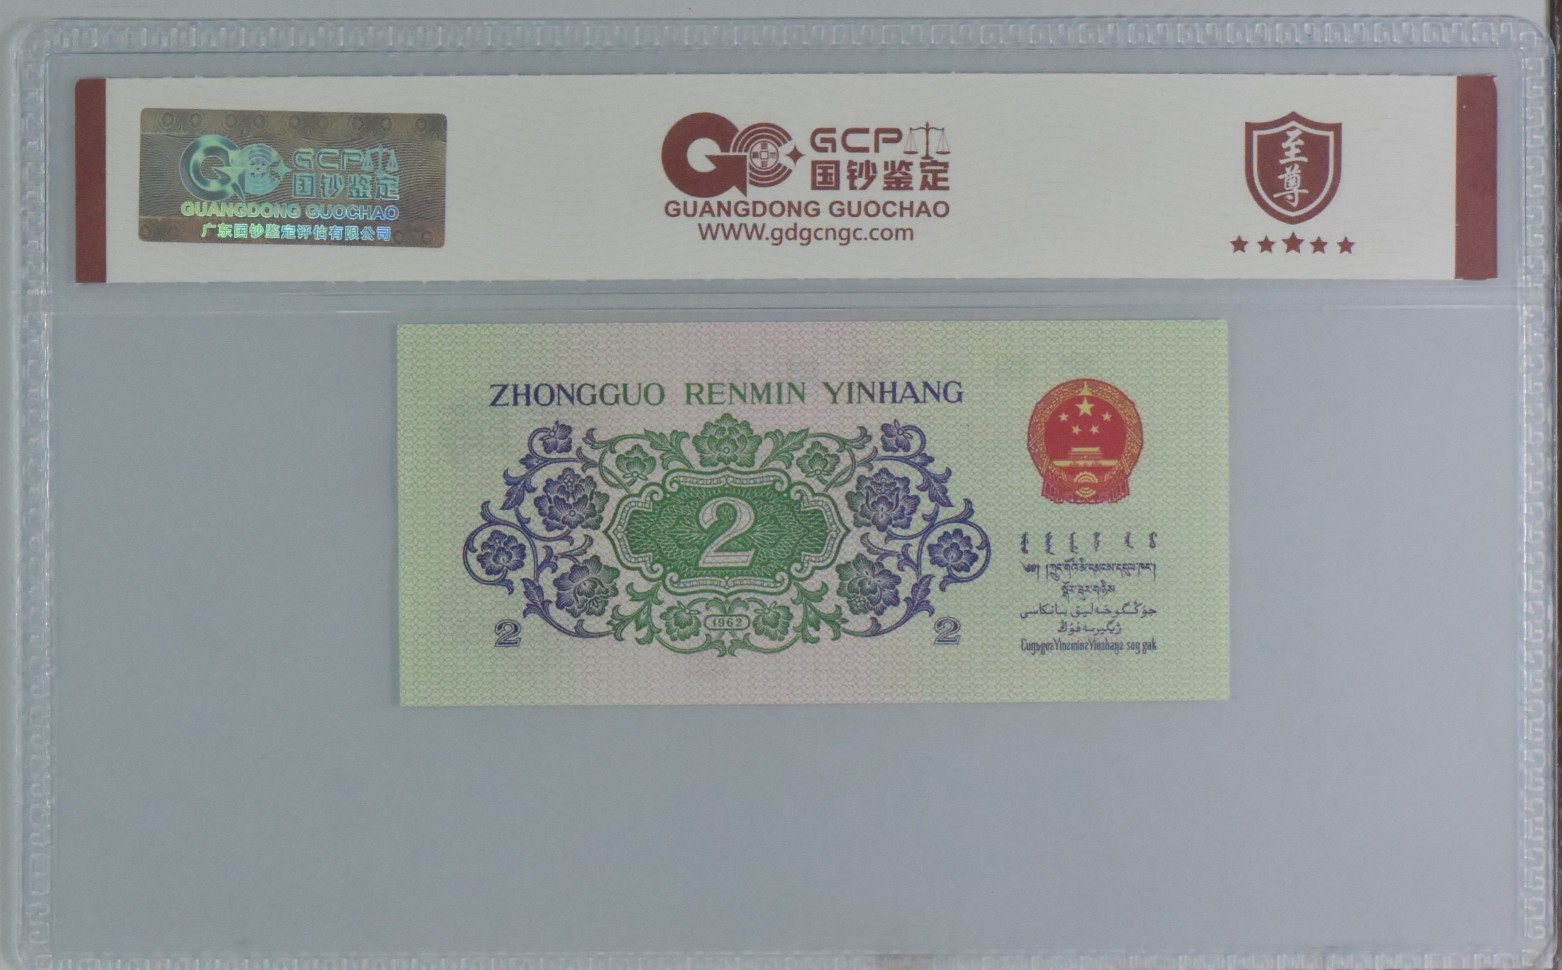 GCP
国钞鉴定
GUANGDONG GUOCHAO
广东国钞鉴定评估有限公司
GCP
国钞鉴定
GUANGDONG GUOCHAO
WWW.gdgcngc.com
至尊
ZHONGGUO RENMIN YINHANG
2
1962
2
2
جۇڭگوخەلىق بانكاسى